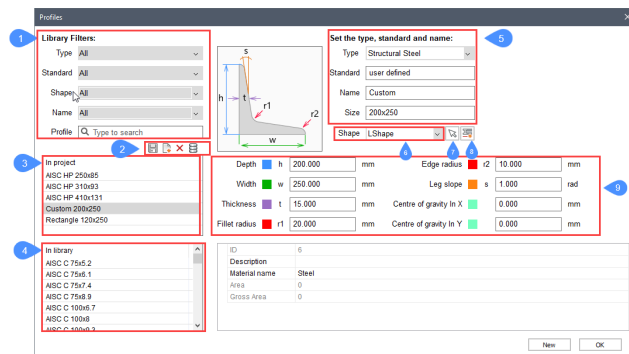 Profiles
1
Library Filters:
Type All
Standard All
Shape All
Name All
Profile Type to search
2
3
In project
AISC HP 250x85
AISC HP 310x93
AISC HP 410x131
Custom 200x250
Rectangle 120x250
4
In library
AISC C 75x5.2
AISC C 75x6.1
AISC C 75x7.4
AISC C 75x8.9
AISC C 100x6.7
AISC C 100x8
AISC C 100x9.3
s
h
t
r1
r2
w
Set the type, standard and name:
5
Type Structural Steel
Standard user defined
Name Custom
Size 200x250
Shape LShape
6 7 8
Depth h 200.000 mm Edge radius r2 10.000 mm
Width w 250.000 mm Leg slope s 1.000 rad
Thickness t 15.000 mm Centre of gravity In X 0.000 mm
Fillet radius r1 20.000 mm Centre of gravity In Y 0.000 mm
9
ID 6
Description
Material name Steel
Area 0
Gross Area 0
New OK